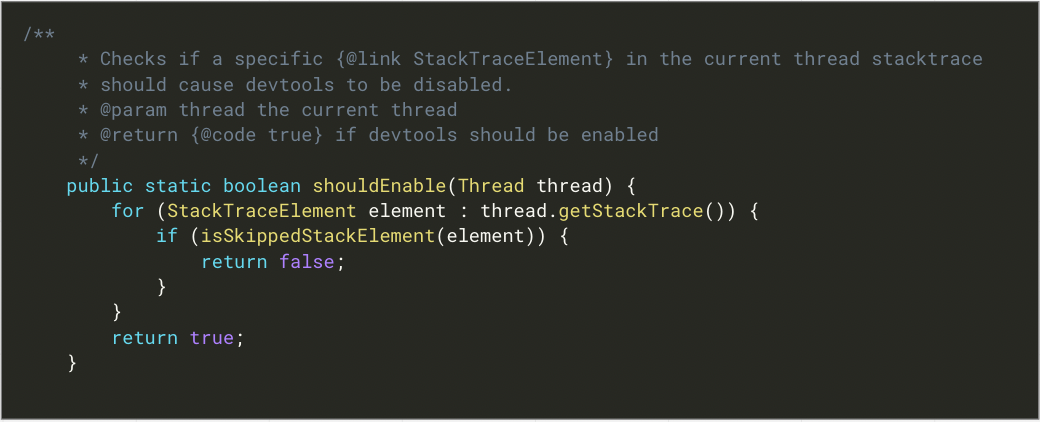 /**
     * Checks if a specific {@link StackTraceElement} in the current thread stacktrace
     * should cause devtools to be disabled.
     * @param thread the current thread
     * @return {@code true} if devtools should be enabled
     */
    public static boolean shouldEnable(Thread thread) {
        for (StackTraceElement element : thread.getStackTrace()) {
            if (isSkippedStackElement(element)) {
                return false;
            }
        }
        return true;
    }